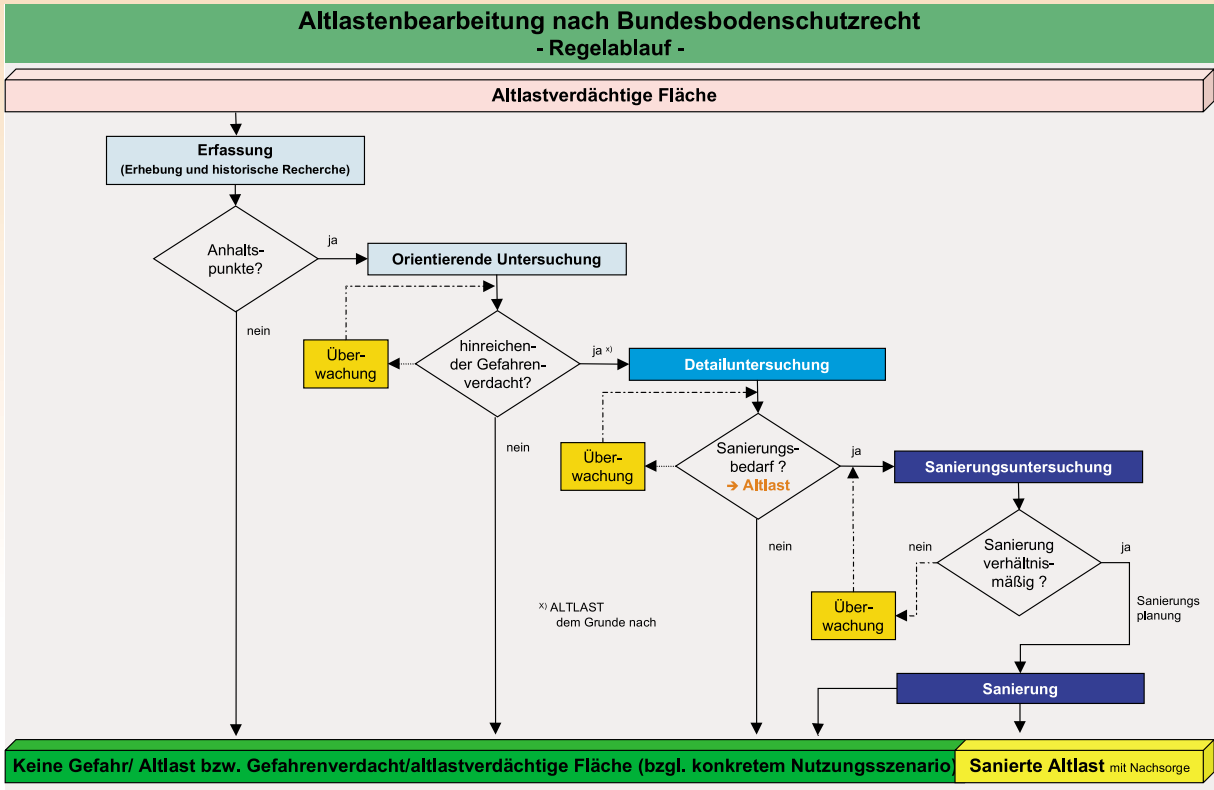 Altlastenbearbeitung nach Bundesbodenschutzrecht
- Regelablauf -
Altlastverdächtige Fläche
Erfassung
(Erhebung und historische Recherche)
Anhalts-
punkte?
ja
nein
Orientierende Untersuchung
Über-
wachung
hinreichen-
der Gefahren-
verdacht?
ja x)
nein
Detailuntersuchung
Über-
wachung
Sanierungs-
bedarf ?
➔ Altlast
ja
nein
Sanierungsuntersuchung
nein
Sanierung
verhältnis-
mäßig ?
ja
Über-
wachung
Sanierungs
planung
x) ALTLAST
dem Grunde nach
Sanierung
Keine Gefahr/ Altlast bzw. Gefahrenverdacht/altlastverdächtige Fläche (bzgl. konkretem Nutzungsszenario)
Sanierte Altlast mit Nachsorge